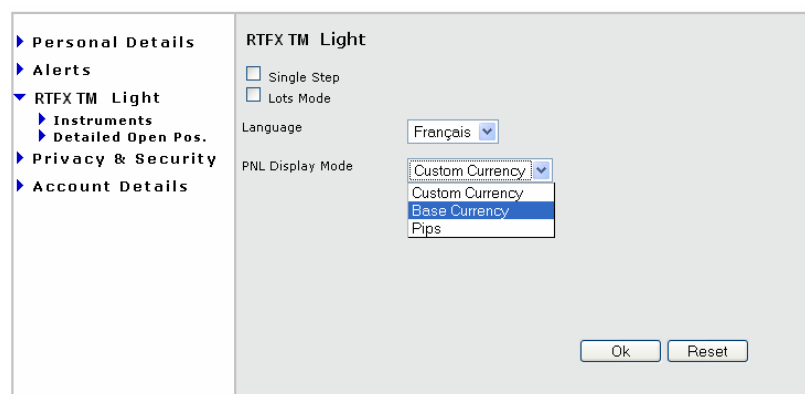 Personal Details
Alerts
RTFX TM Light
Instruments
Detailed Open Pos.
Privacy & Security
Account Details
RTFX TM Light
Single Step
Lots Mode
Language
Français
PNL Display Mode
Custom Currency
Custom Currency
Base Currency
Pips
Ok
Reset